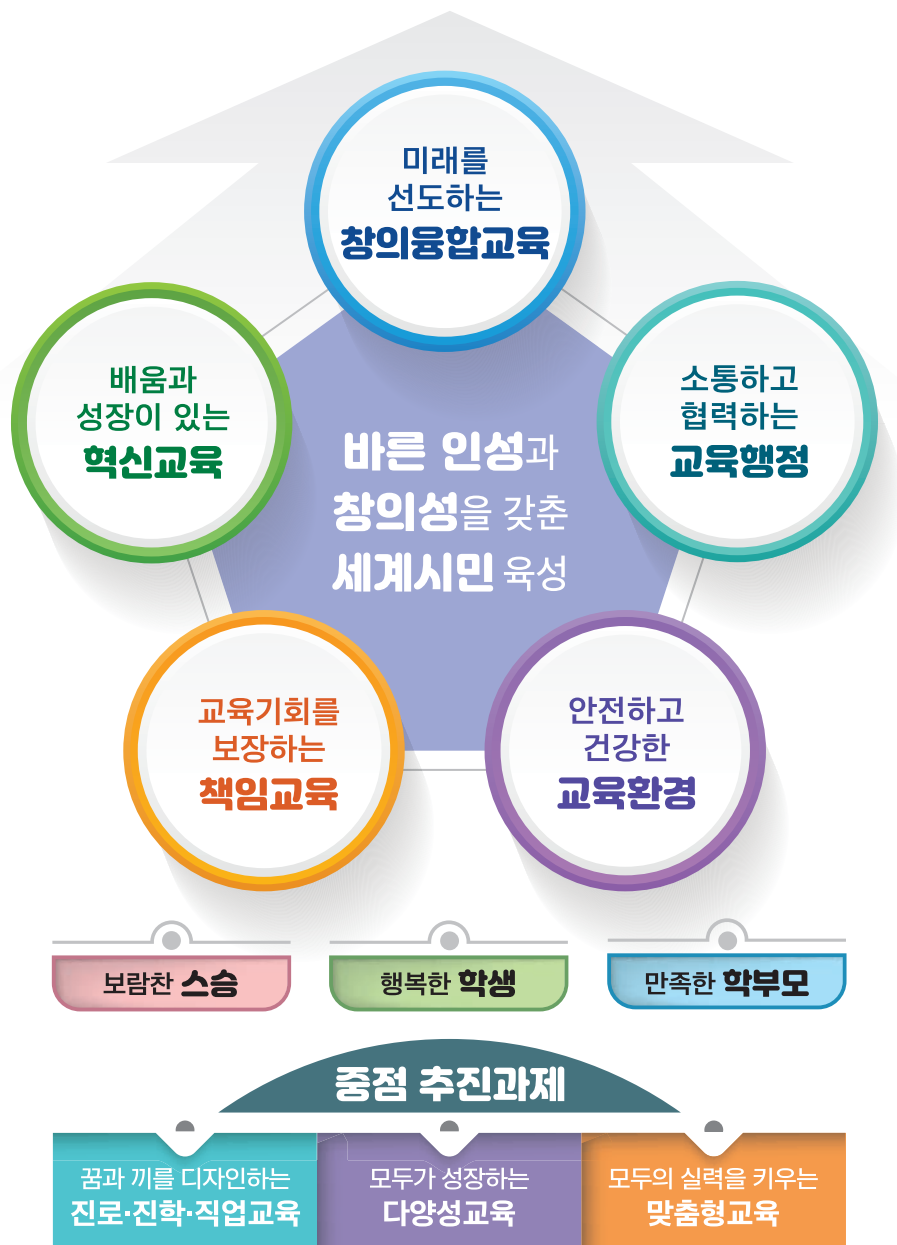 미래를
선도하는
창의융합교육
배움과
성장이 있는
혁신교육
소통하고
협력하는
교육행정
바른 인성과
창의성을 갖춘
세계시민 육성
교육기회를
보장하는
책임교육
안전하고
건강한
교육환경
보람찬 스승
행복한 학생
만족한 학부모
중점 추진과제
꿈과 끼를 디자인하는
진로·진학·직업교육
모두가 성장하는
다양성교육
모두의 실력을 키우는
맞춤형교육